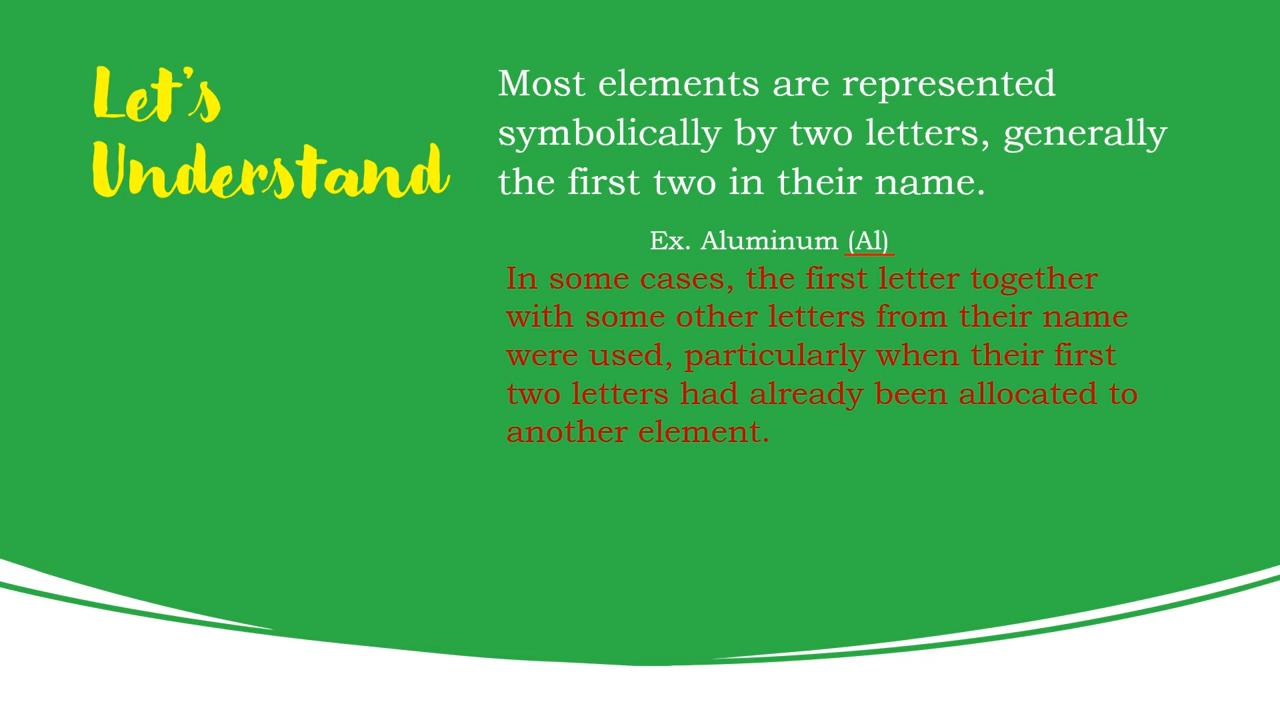 Let's
Understand
Most elements are represented
symbolically by two letters, generally
the first two in their name.
Ex. Aluminum (Al)
In some cases, the first letter together
with some other letters from their name
were used, particularly when their first
two letters had already been allocated to
another element.